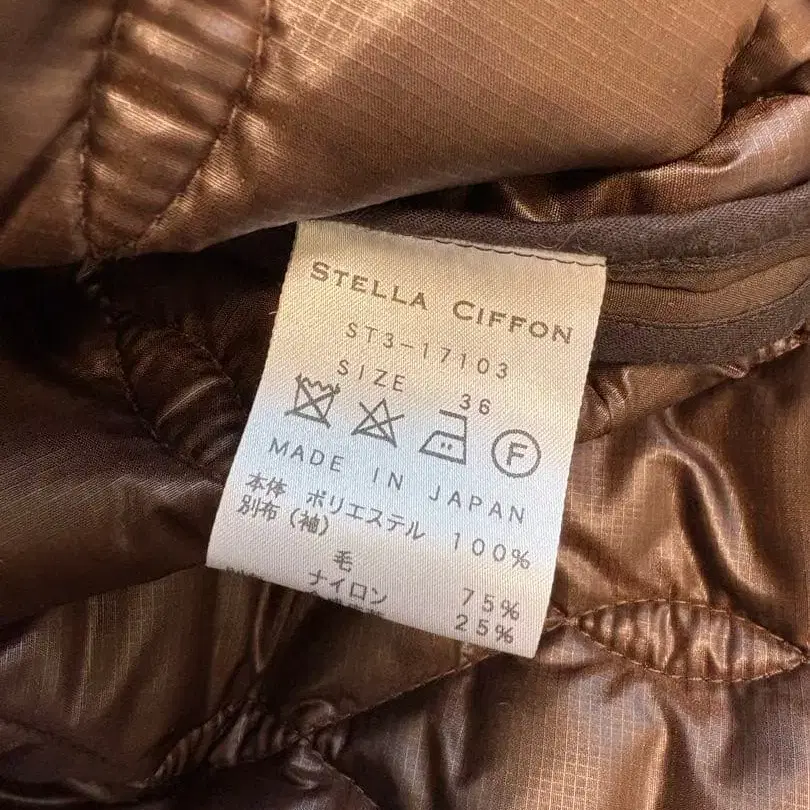 STELLA CIFFON
ST3-17103
SIZE 36
F
MADE IN JAPAN
本体 ポリエステル 100%
別布(袖)
毛 75%
ナイロン 25%